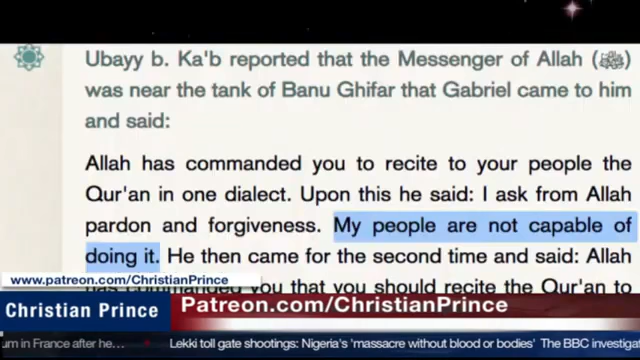 Ubayy b. Ka'b reported that the Messenger of Allah (ﷺ)
was near the tank of Banu Ghifar that Gabriel came to him
and said:
Allah has commanded you to recite to your people the
Qur'an in one dialect. Upon this he said: I ask from Allah
pardon and forgiveness. My people are not capable of
doing it. He then came for the second time and said: Allah
www.patreon.com/ChristianPrince
has commanded you that you should recite the Qur'an to
Christian Prince
Patreon.com/ChristianPrince
um in France after he... Lekki toll gate shootings: Nigeria's 'massacre without blood or bodies' The BBC investiga